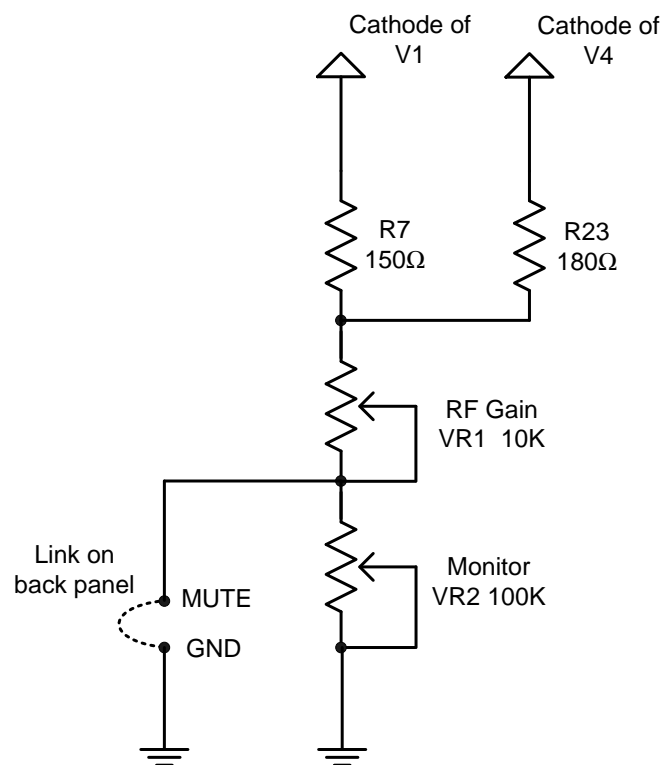 Cathode of
V1
Cathode of
V4
R7
150Ω
R23
180Ω
RF Gain
VR1 10K
Link on
back panel
MUTE
GND
Monitor
VR2 100K